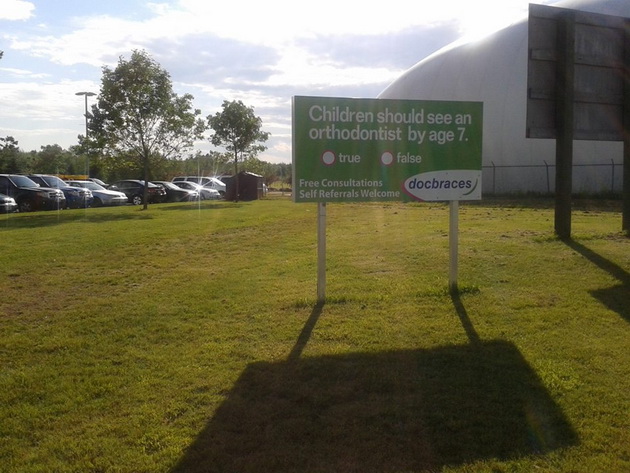 Children should see an
orthodontist by age 7.
true false
Free Consultations
Self Referrals Welcome
docbraces